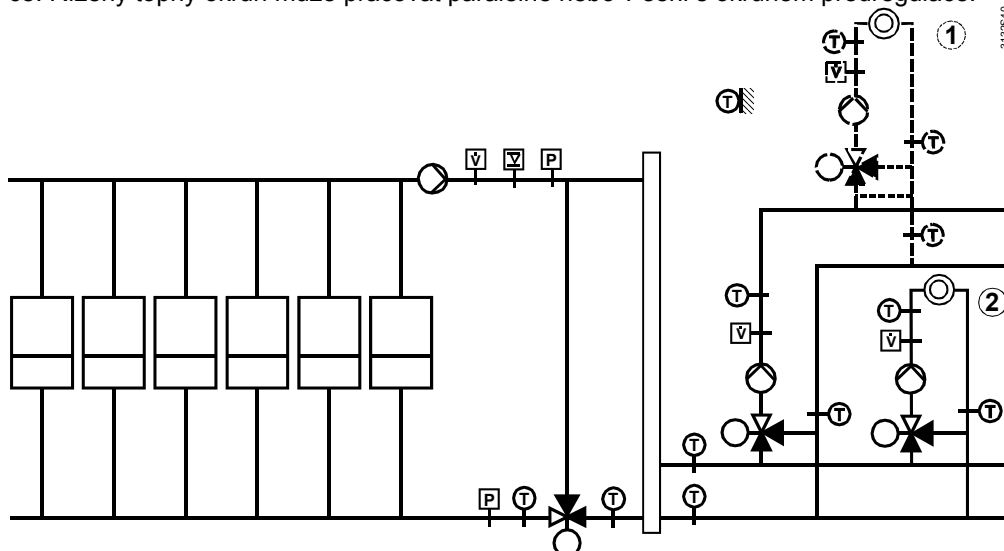 Řízený topný okruh může pracovat paralelně nebo v sérii s okruhem předregulace.
T
1
V̇
T
T
V̇
P
T
T
T
T
2
V̇
V̇
T
T
T
P
T
T
T